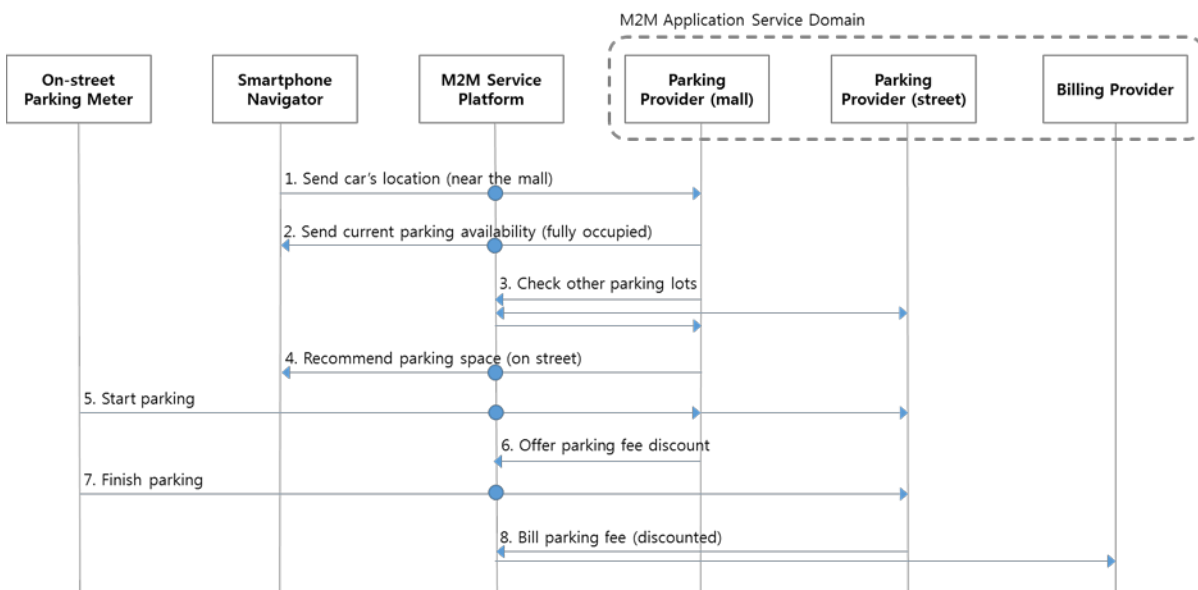 M2M Application Service Domain
On-street
Parking Meter
Smartphone
Navigator
M2M Service
Platform
Parking
Provider (mall)
Parking
Provider (street)
Billing Provider
1. Send car's location (near the mall)
2. Send current parking availability (fully occupied)
3. Check other parking lots
4. Recommend parking space (on street)
5. Start parking
6. Offer parking fee discount
7. Finish parking
8. Bill parking fee (discounted)